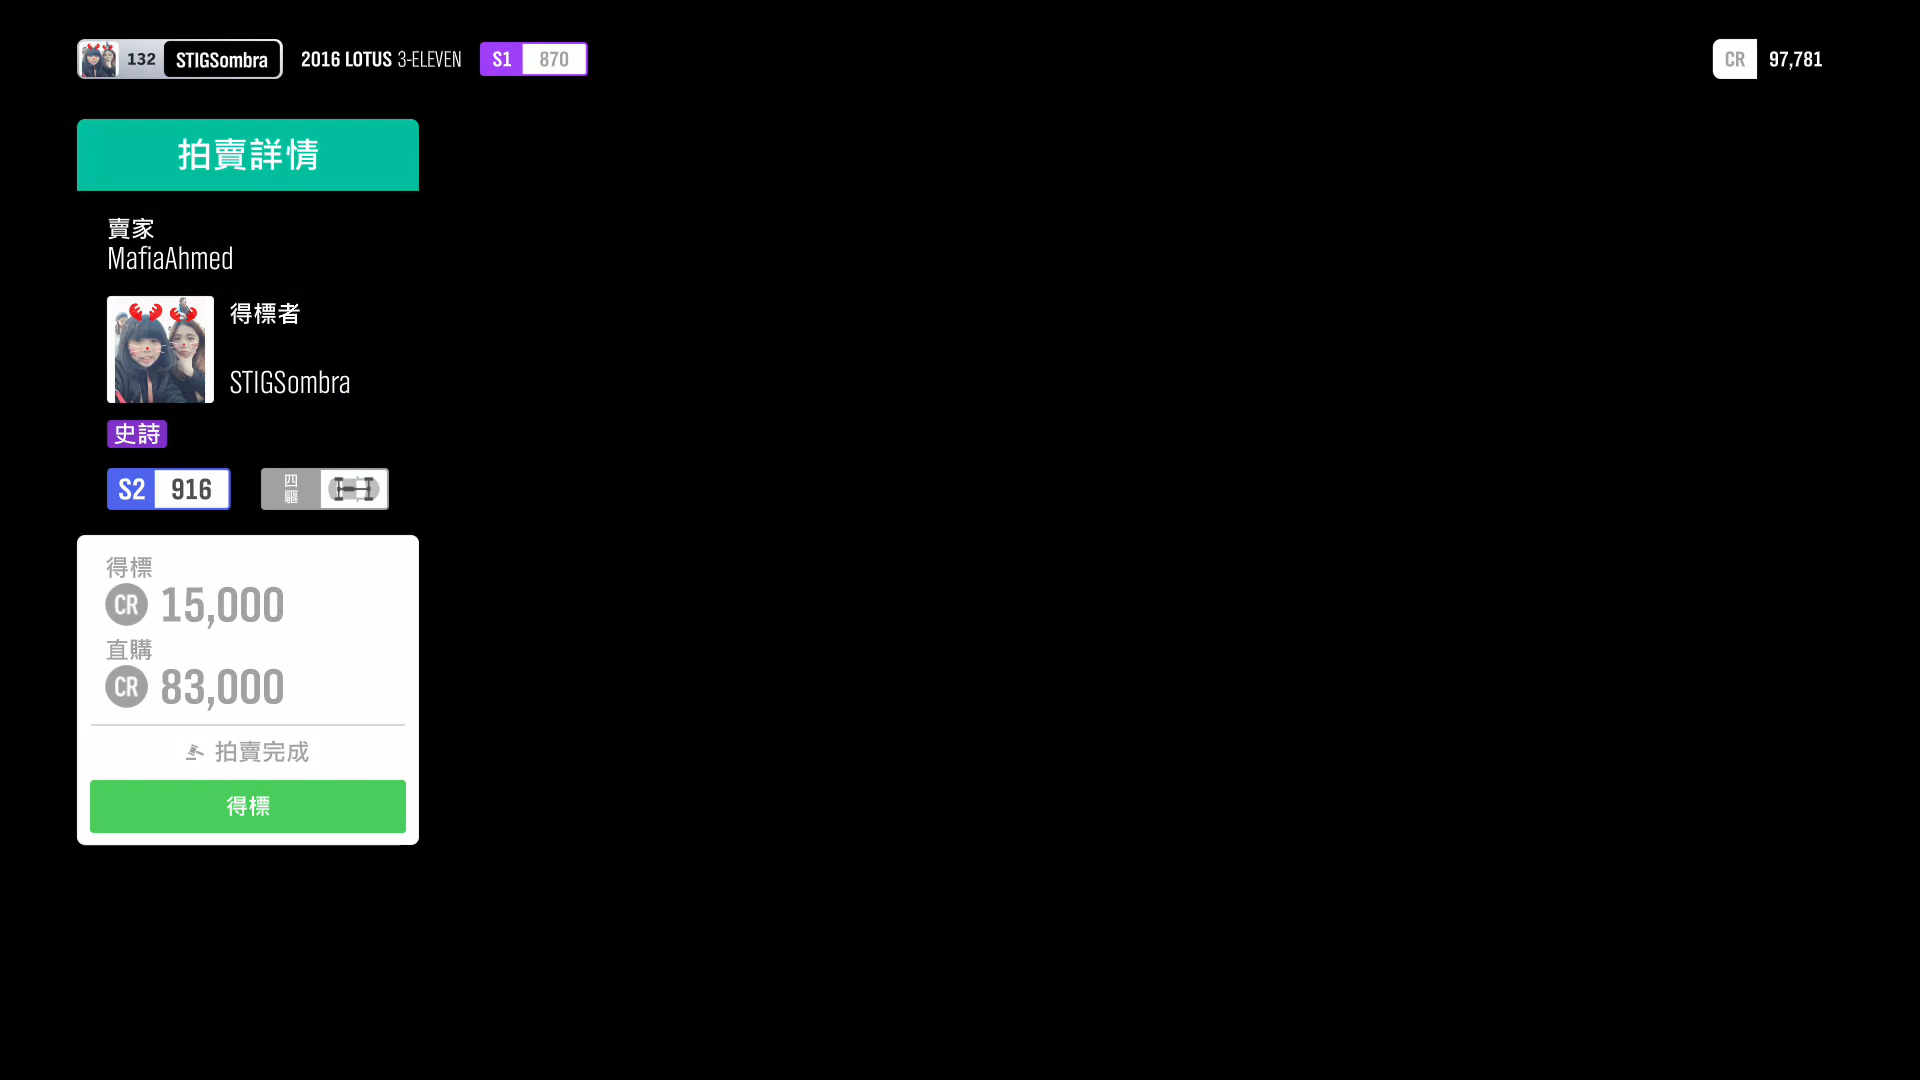 132 STIGSombra 2016 LOTUS 3-ELEVEN S1 870 CR 97,781
拍賣詳情
賣家
MafiaAhmed
得標者
STIGSombra
史詩
S2 916 四驅
得標
CR 15,000
直購
CR 83,000
拍賣完成
得標